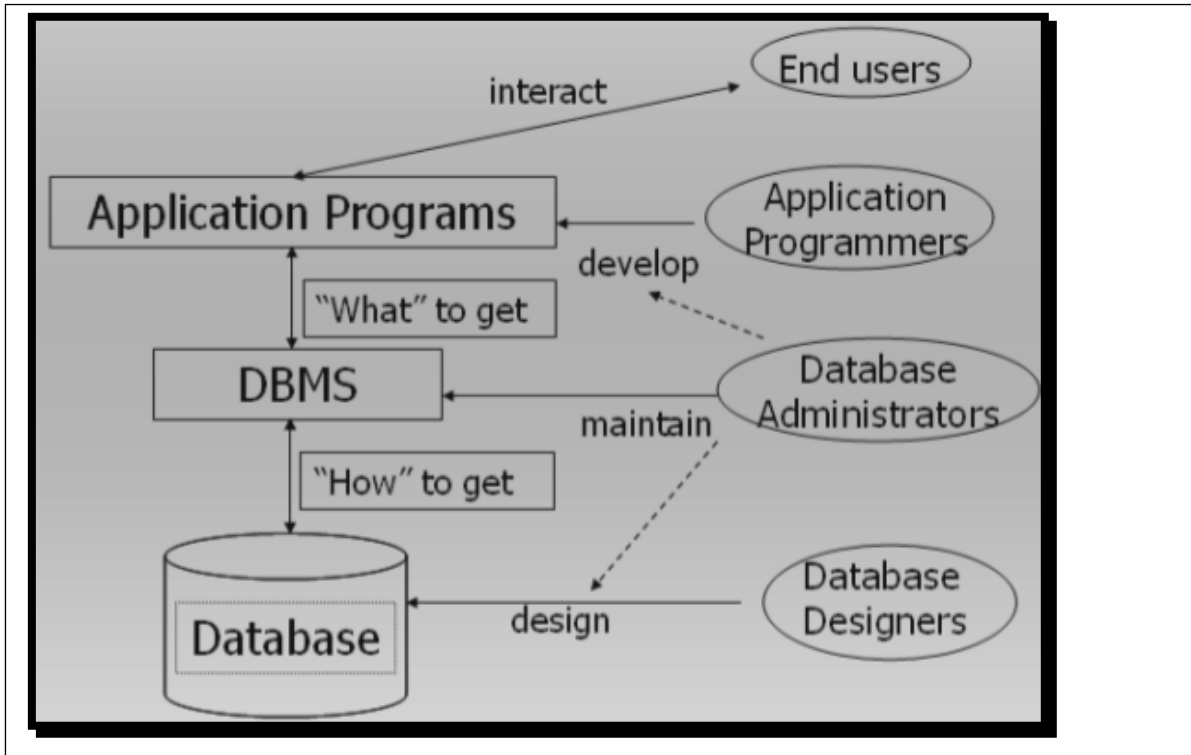 End users
interact
Application Programs
Application
Programmers
develop
“What” to get
DBMS
Database
Administrators
maintain
“How” to get
Database
Designers
design
Database